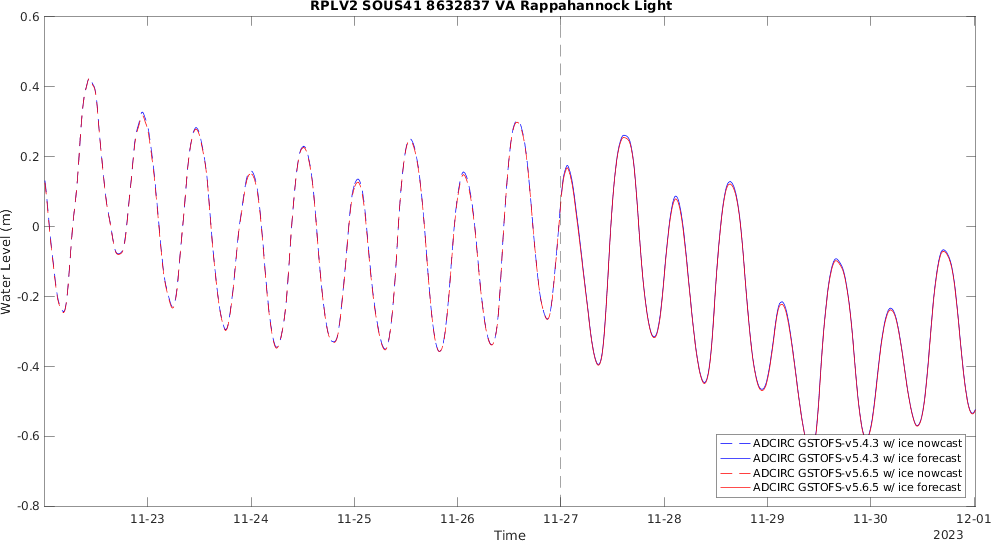 RPLV2 SOUS41 8632837 VA Rappahannock Light
0.6
0.4
0.2
0
-0.2
-0.4
-0.6
-0.8
Water Level (m)
ADCIRC GSTOFS-v5.4.3 w/ ice nowcast
ADCIRC GSTOFS-v5.4.3 w/ ice forecast
ADCIRC GSTOFS-v5.6.5 w/ ice nowcast
ADCIRC GSTOFS-v5.6.5 w/ ice forecast
11-23 11-24 11-25 11-26 11-27 11-28 11-29 11-30 12-01
Time
2023